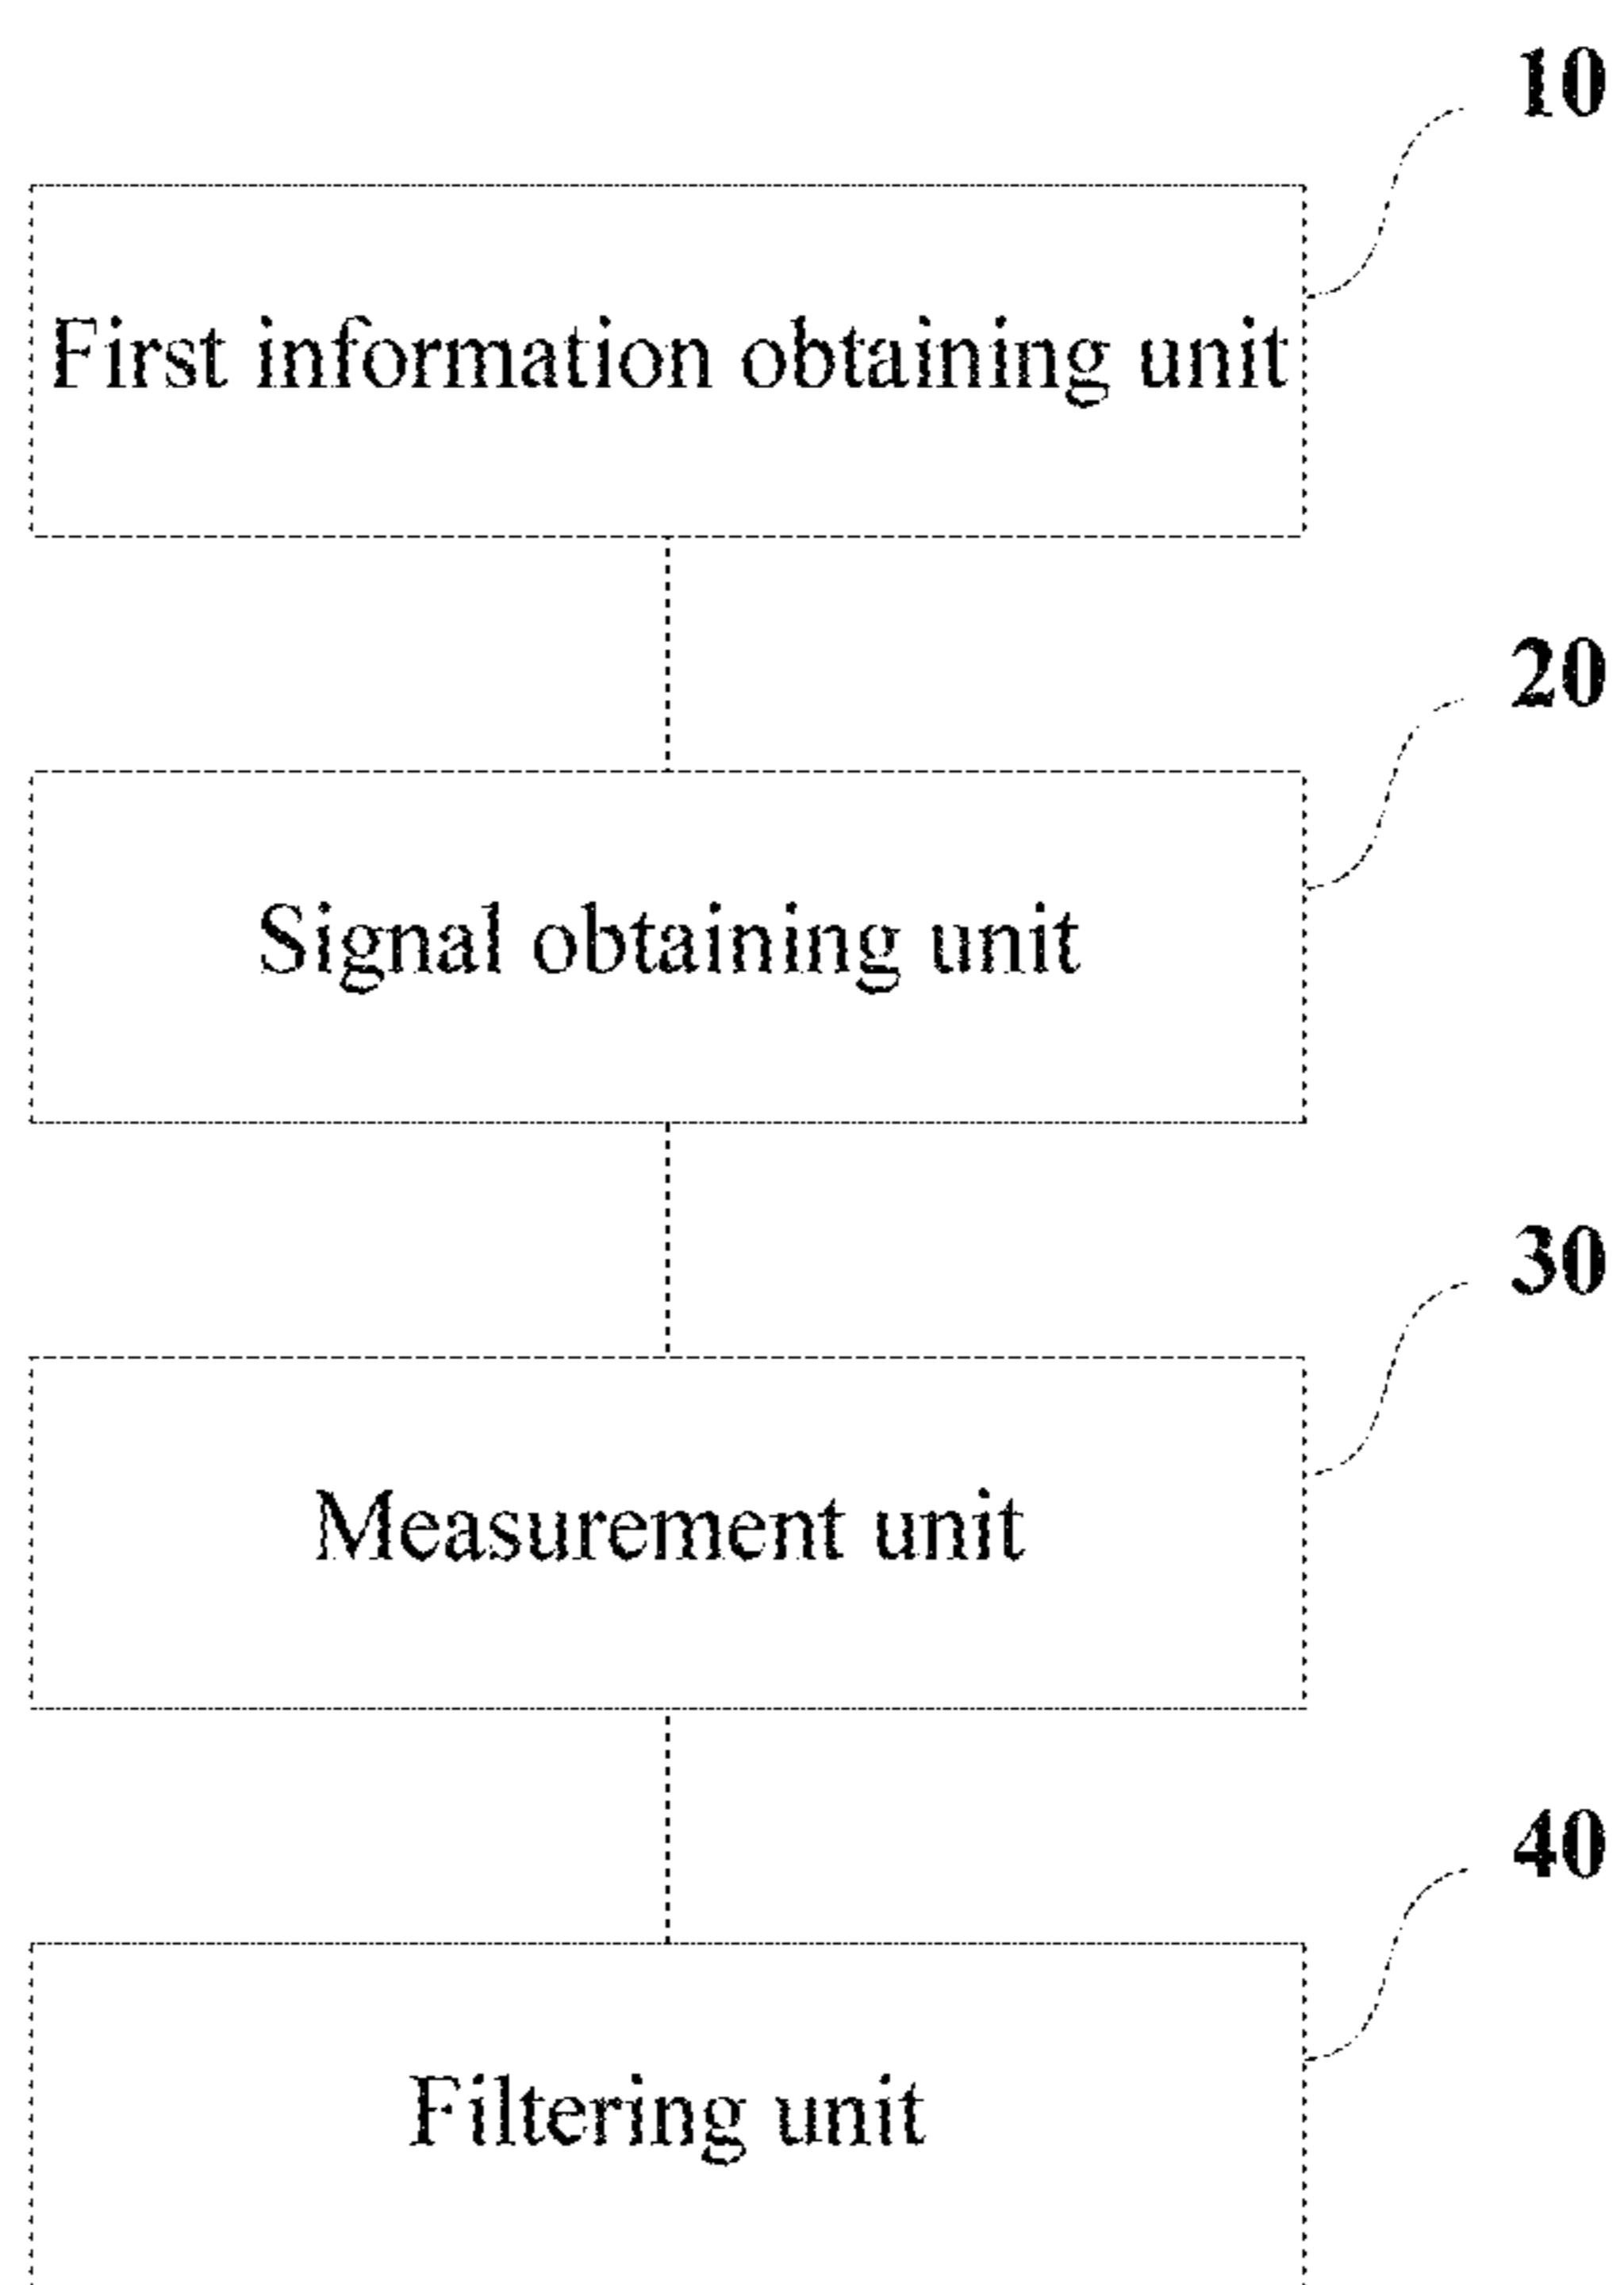 10
First information obtaining unit
20
Signal obtaining unit
30
Measurement unit
40
Filtering unit